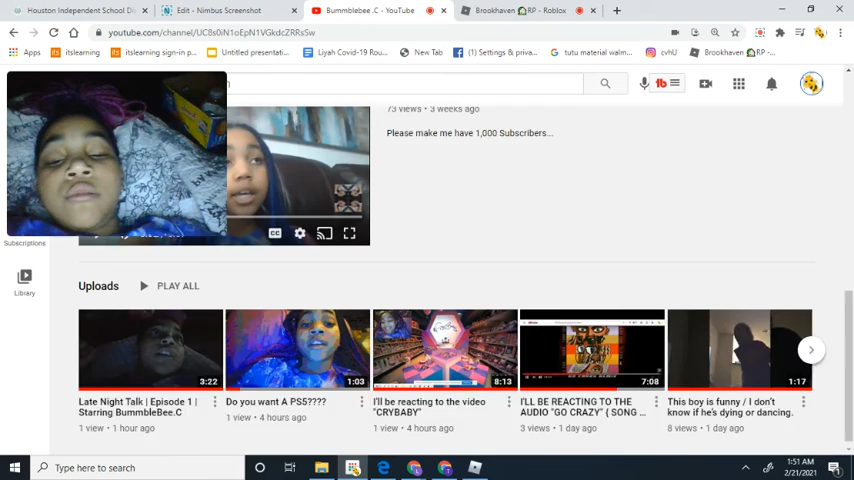 Houston Independent School Di
Edit - Nimbus Screenshot
Bummblebee .C - YouTube
Brookhaven RP - Roblox
youtube.com/channel/UC8s0iN1oEpN1VGkdcZRRsSw
Apps
itslearning
itslearning sign-in p...
Untitled presentatio...
Liyah Covid-19 Rou...
New Tab
(1) Settings & privac...
tutu material moun...
cvhU
Brookhaven RP -...
73 views • 3 weeks ago
Please make me have 1,000 Subscribers...
CC
Subscriptions
Library
Uploads
PLAY ALL
3:22
1:03
8:13
7:08
1:17
Late Night Talk | Episode 1 |
Starring BummbleBee.C
1 view • 1 hour ago
Do you want A PS5????
1 view • 4 hours ago
I'll be reacting to the video
"CRYBABY"
1 view • 4 hours ago
I'LL BE REACTING TO THE
AUDIO "GO CRAZY" ( SONG ...
3 views • 1 day ago
This boy is funny / I don't
know if he's dying or dancing.
8 views • 1 day ago
Type here to search
1:51 AM
2/21/2021